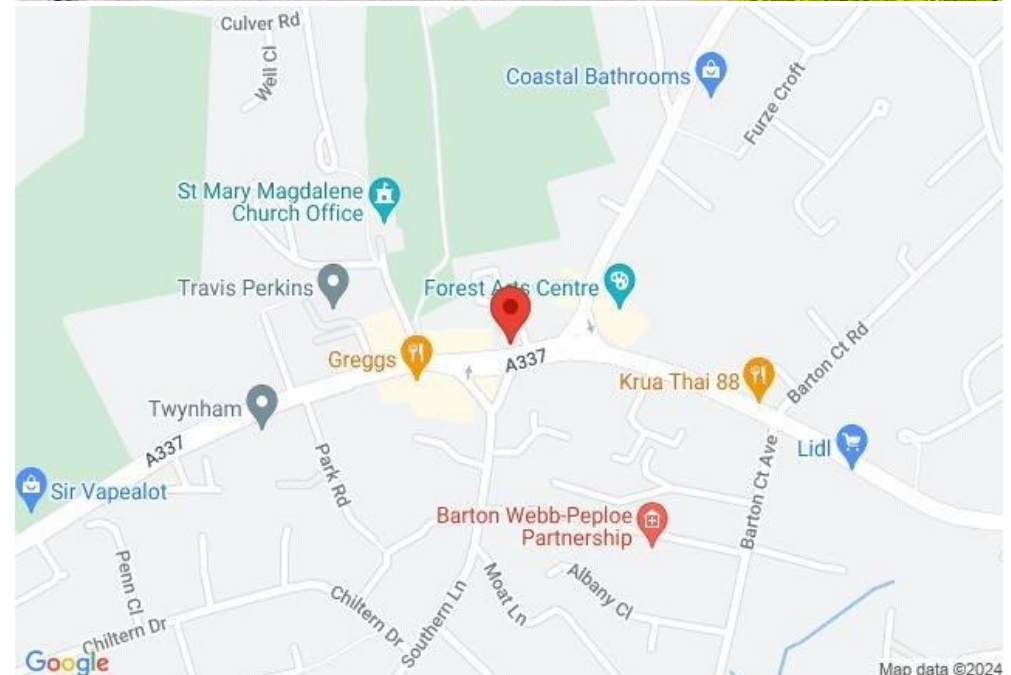 Culver Rd
Well Cl
Coastal Bathrooms
Furze Croft
St Mary Magdalene
Church Office
Travis Perkins
Forest Arts Centre
Greggs
A337
Krua Thai 88
Barton Ct Rd
Twynham
A337
Park Rd
Lidl
Sir Vapealot
Barton Ct Ave
Barton Webb-Peploe
Partnership
Penn Cl
Moat Ln
Albany Cl
Chiltern Dr
Chiltern Dr
Southern Ln
Google
Map data ©2024